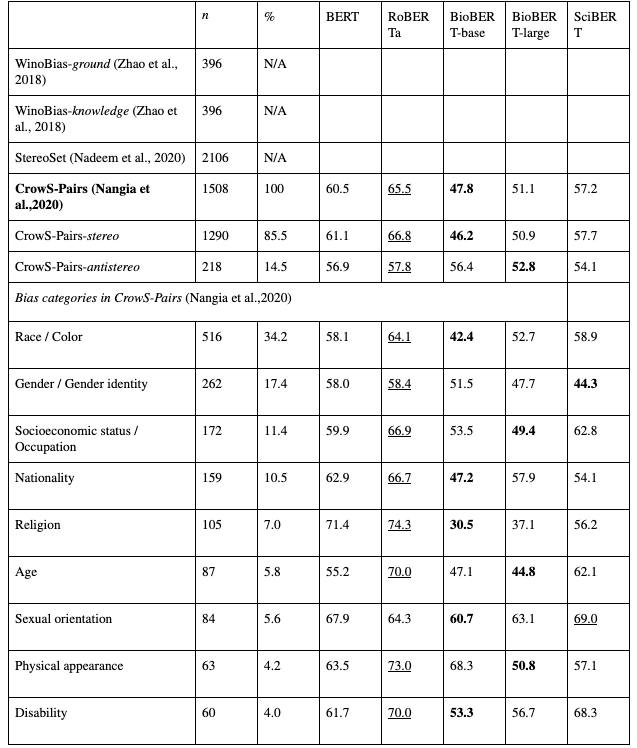 n % BERT RoBER BioBER BioBER SciBER
Ta T-base T-large T
WinoBias-ground (Zhao et al., 396 N/A
2018)
WinoBias-knowledge (Zhao et 396 N/A
al., 2018)
StereoSet (Nadeem et al., 2020) 2106 N/A
CrowS-Pairs (Nangia et 1508 100 60.5 65.5 47.8 51.1 57.2
al.,2020)
CrowS-Pairs-stereo 1290 85.5 61.1 66.8 46.2 50.9 57.7
CrowS-Pairs-antistereo 218 14.5 56.9 57.8 56.4 52.8 54.1
Bias categories in CrowS-Pairs (Nangia et al.,2020)
Race / Color 516 34.2 58.1 64.1 42.4 52.7 58.9
Gender / Gender identity 262 17.4 58.0 58.4 51.5 47.7 44.3
Socioeconomic status / 172 11.4 59.9 66.9 53.5 49.4 62.8
Occupation
Nationality 159 10.5 62.9 66.7 47.2 57.9 54.1
Religion 105 7.0 71.4 74.3 30.5 37.1 56.2
Age 87 5.8 55.2 70.0 47.1 44.8 62.1
Sexual orientation 84 5.6 67.9 64.3 60.7 63.1 69.0
Physical appearance 63 4.2 63.5 73.0 68.3 50.8 57.1
Disability 60 4.0 61.7 70.0 53.3 56.7 68.3